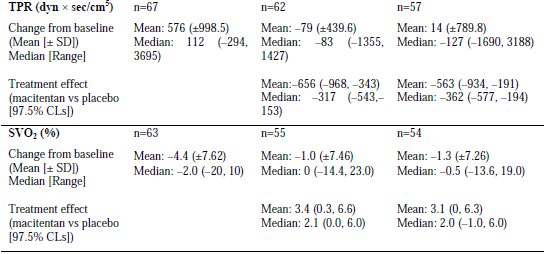 TPR (dyn × sec/cm⁵) n=67 n=62 n=57
Change from baseline Mean: 576 (±998.5) Mean: –79 (±439.6) Mean: 14 (±789.8)
(Mean [± SD]) Median: 112 (–294, Median: –83 (–1355, Median: –127 (–1690, 3188)
Median [Range] 3695) 1427)
Treatment effect Mean:–656 (–968, –343) Mean: –563 (–934, –191)
(macitentan vs placebo Median: –317 (–543,– Median: –362 (–577, –194)
[97.5% CLs]) 153)
SVO₂ (%) n=63 n=55 n=54
Change from baseline Mean: –4.4 (±7.62) Mean: –1.0 (±7.46) Mean: –1.3 (±7.26)
(Mean [± SD]) Median: –2.0 (–20, 10) Median: 0 (–14.4, 23.0) Median: –0.5 (–13.6, 19.0)
Median [Range]
Treatment effect Mean: 3.4 (0.3, 6.6) Mean: 3.1 (0, 6.3)
(macitentan vs placebo Median: 2.1 (0.0, 6.0) Median: 2.0 (–1.0, 6.0)
[97.5% CLs])